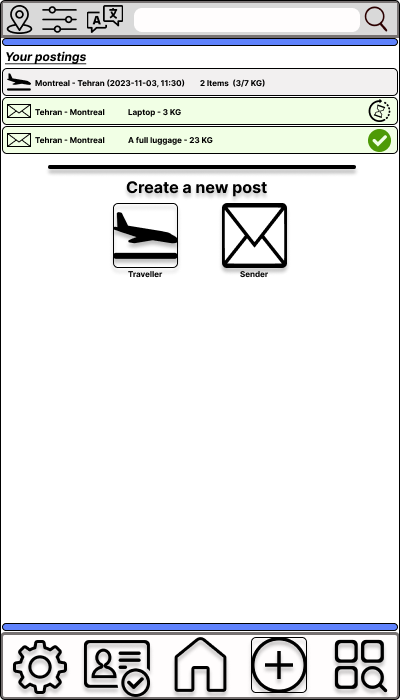 A 文
Your postings
Montreal - Tehran (2023-11-03, 11:30) 2 Items (3/7 KG)
Tehran - Montreal Laptop - 3 KG
Tehran - Montreal A full luggage - 23 KG
Create a new post
Traveller Sender